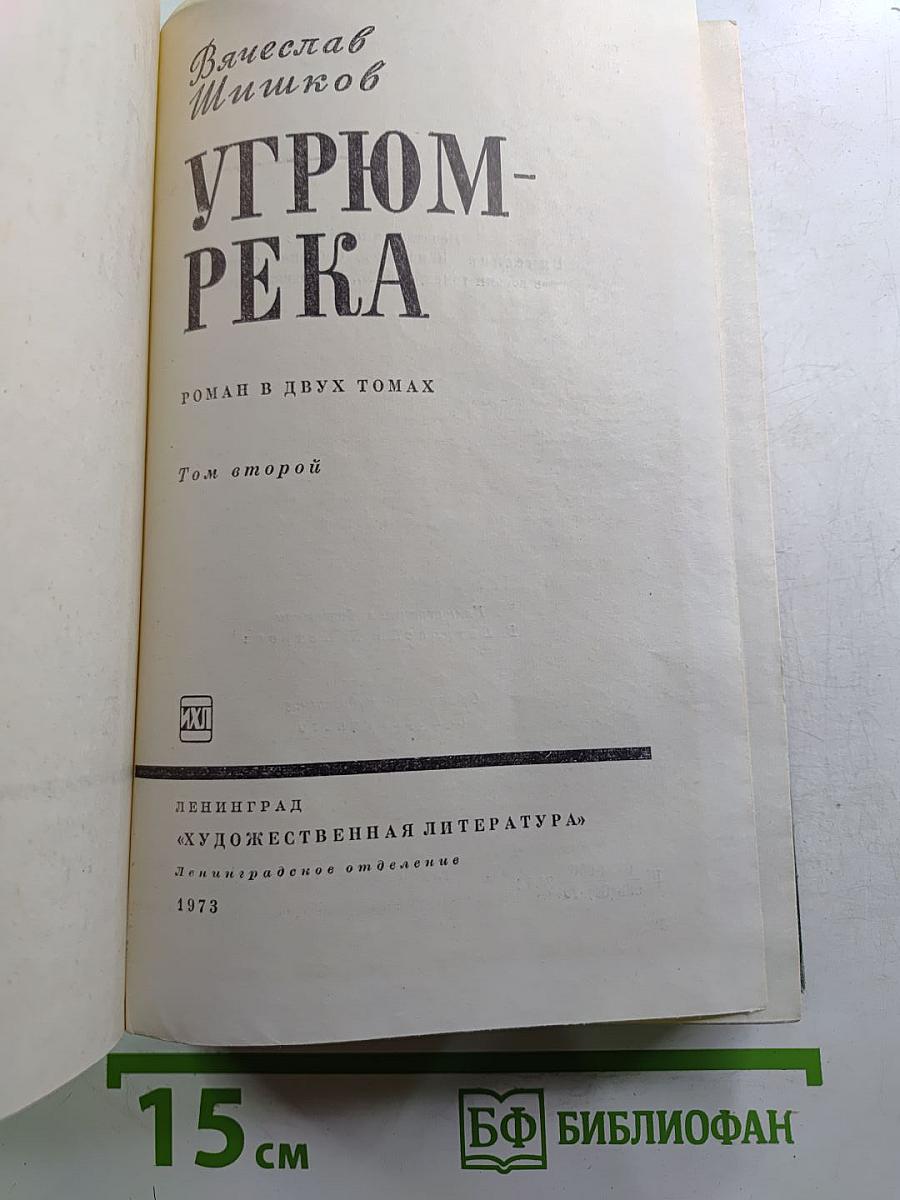 Вячеслав
Шишков
УГРЮМ-
РЕКА
РОМАН В ДВУХ ТОМАХ
Том второй
ИХЛ
ЛЕНИНГРАД
«ХУДОЖЕСТВЕННАЯ ЛИТЕРАТУРА»
Ленинградское отделение
1973
15 см
БФ БИБЛИОФАН